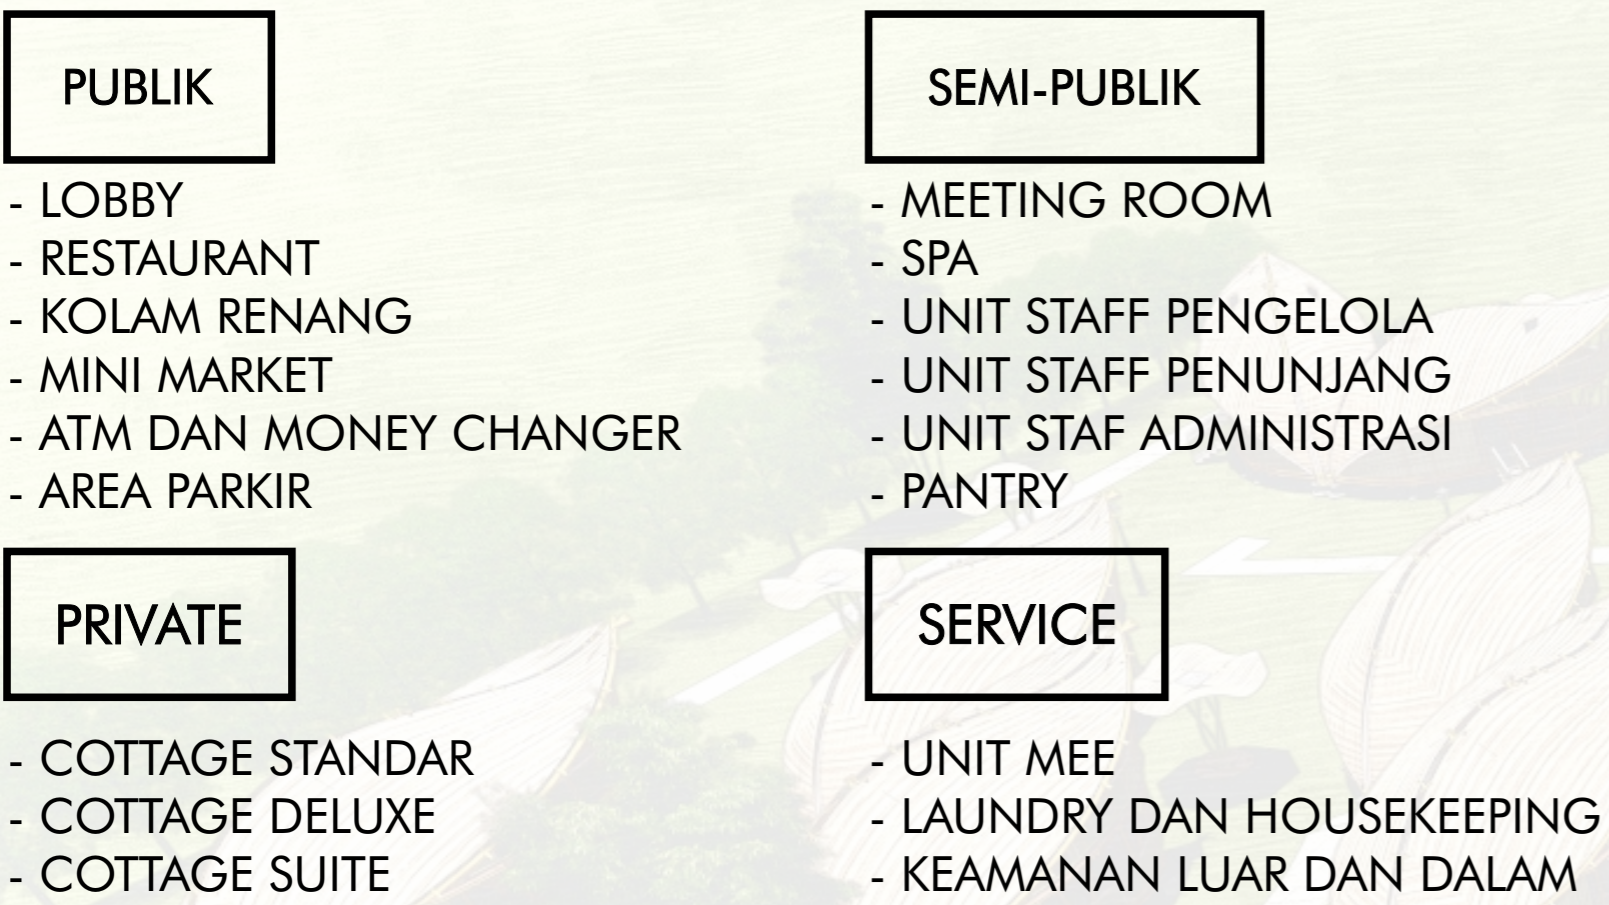 PUBLIK
- LOBBY
- RESTAURANT
- KOLAM RENANG
- MINI MARKET
- ATM DAN MONEY CHANGER
- AREA PARKIR
SEMI-PUBLIK
- MEETING ROOM
- SPA
- UNIT STAFF PENGELOLA
- UNIT STAFF PENUNJANG
- UNIT STAF ADMINISTRASI
- PANTRY
PRIVATE
- COTTAGE STANDAR
- COTTAGE DELUXE
- COTTAGE SUITE
SERVICE
- UNIT MEE
- LAUNDRY DAN HOUSEKEEPING
- KEAMANAN LUAR DAN DALAM